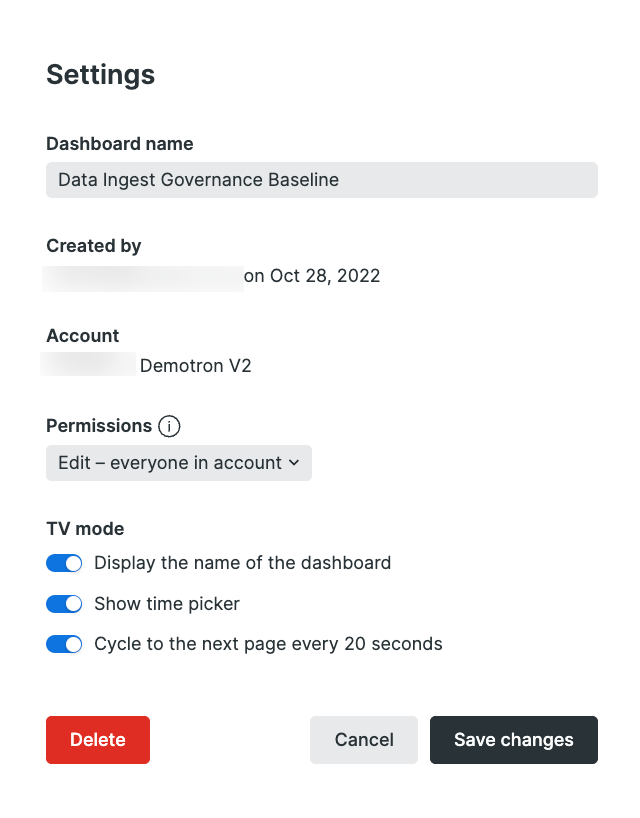 Settings
Dashboard name
Data Ingest Governance Baseline
Created by
on Oct 28, 2022
Account
Demotron V2
Permissions
Edit – everyone in account
TV mode
Display the name of the dashboard
Show time picker
Cycle to the next page every 20 seconds
Delete Cancel Save changes